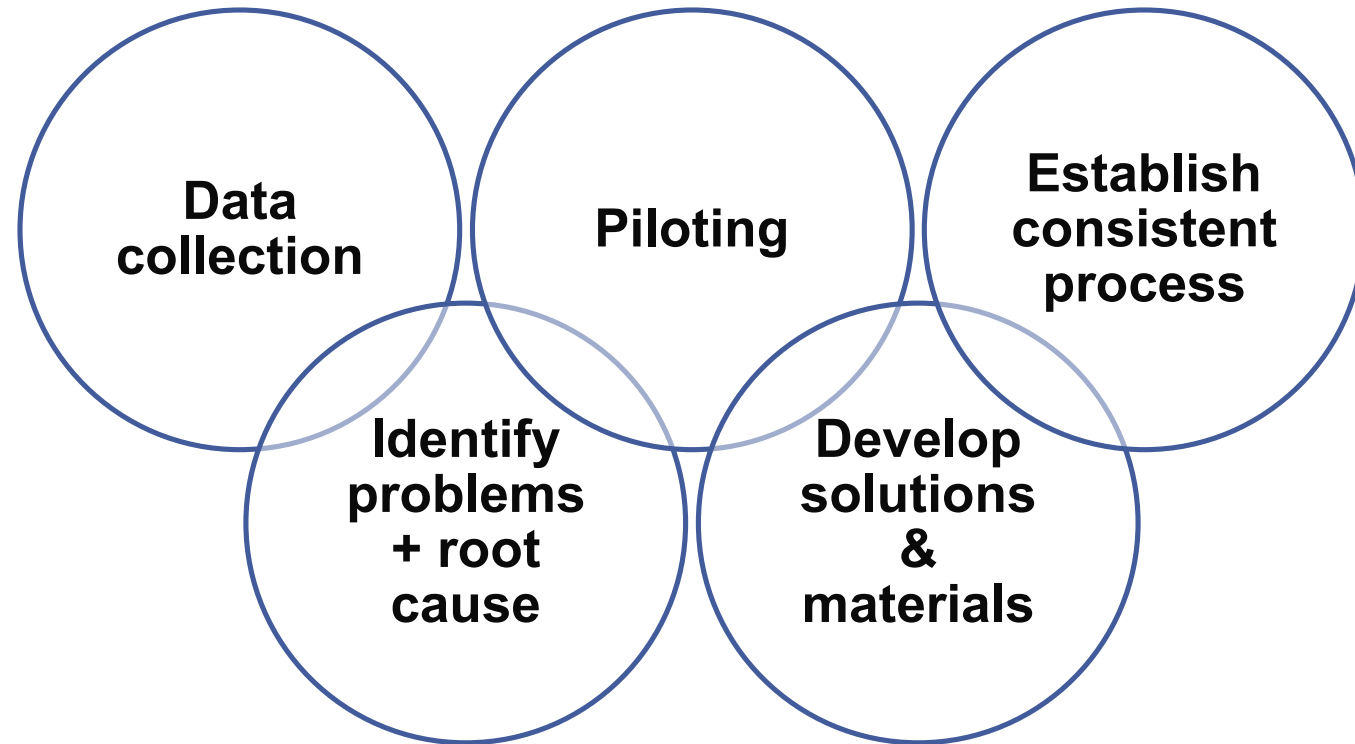 Data
collection
Piloting
Establish
consistent
process
Identify
problems
+ root
cause
Develop
solutions
&
materials